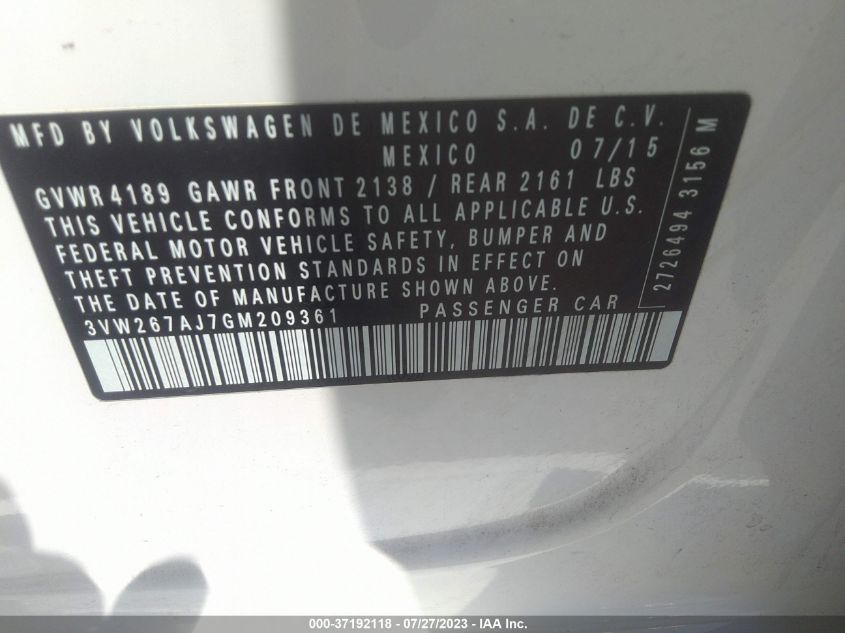 MFD BY VOLKSWAGEN DE MEXICO S.A. DE C.V.
MEXICO 07/15
GVWR 4189 GAWR FRONT 2138 / REAR 2161 LBS
THIS VEHICLE CONFORMS TO ALL APPLICABLE U.S.
FEDERAL MOTOR VEHICLE SAFETY, BUMPER AND
THEFT PREVENTION STANDARDS IN EFFECT ON
THE DATE OF MANUFACTURE SHOWN ABOVE.
3VW267AJ7GM209361 PASSENGER CAR
2726494 3156 M
000-37192118 - 07/27/2023 - IAA Inc.